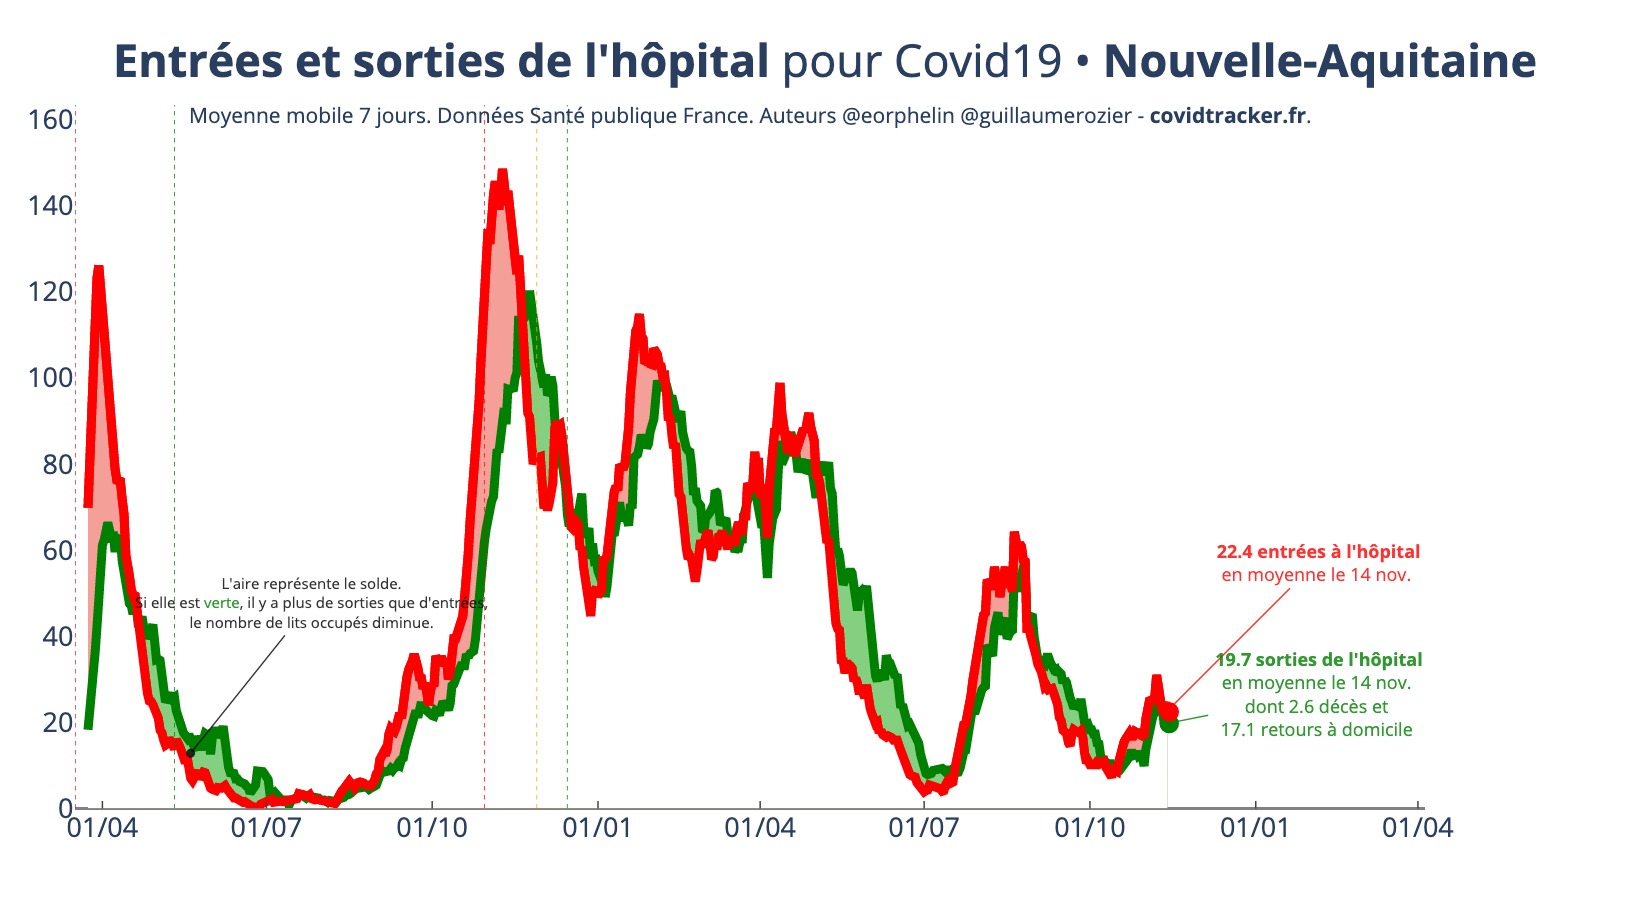 Entrées et sorties de l'hôpital pour Covid19 • Nouvelle-Aquitaine
Moyenne mobile 7 jours. Données Santé publique France. Auteurs @eorphelin @guillaumerozier - covidtracker.fr.
160
140
120
100
80
60
40
20
0
L'aire représente le solde.
Si elle est verte, il y a plus de sorties que d'entrées,
le nombre de lits occupés diminue.
22.4 entrées à l'hôpital
en moyenne le 14 nov.
19.7 sorties de l'hôpital
en moyenne le 14 nov.
dont 2.6 décès et
17.1 retours à domicile
01/04 01/07 01/10 01/01 01/04 01/07 01/10 01/01 01/04